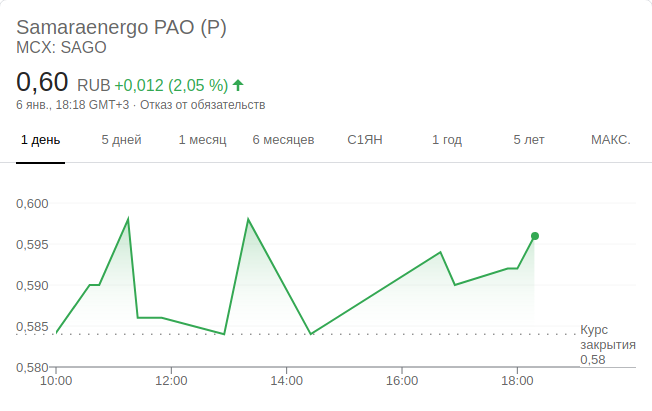 Samaraenergo PAO (P)
MCX: SAGO
0,60 RUB +0,012 (2,05 %)
6 янв., 18:18 GMT+3 · Отказ от обязательств
1 день 5 дней 1 месяц 6 месяцев С1ЯН 1 год 5 лет МАКС.
0,600
0,595
0,590
0,585
0,580
Курс
закрытия
0,58
10:00 12:00 14:00 16:00 18:00